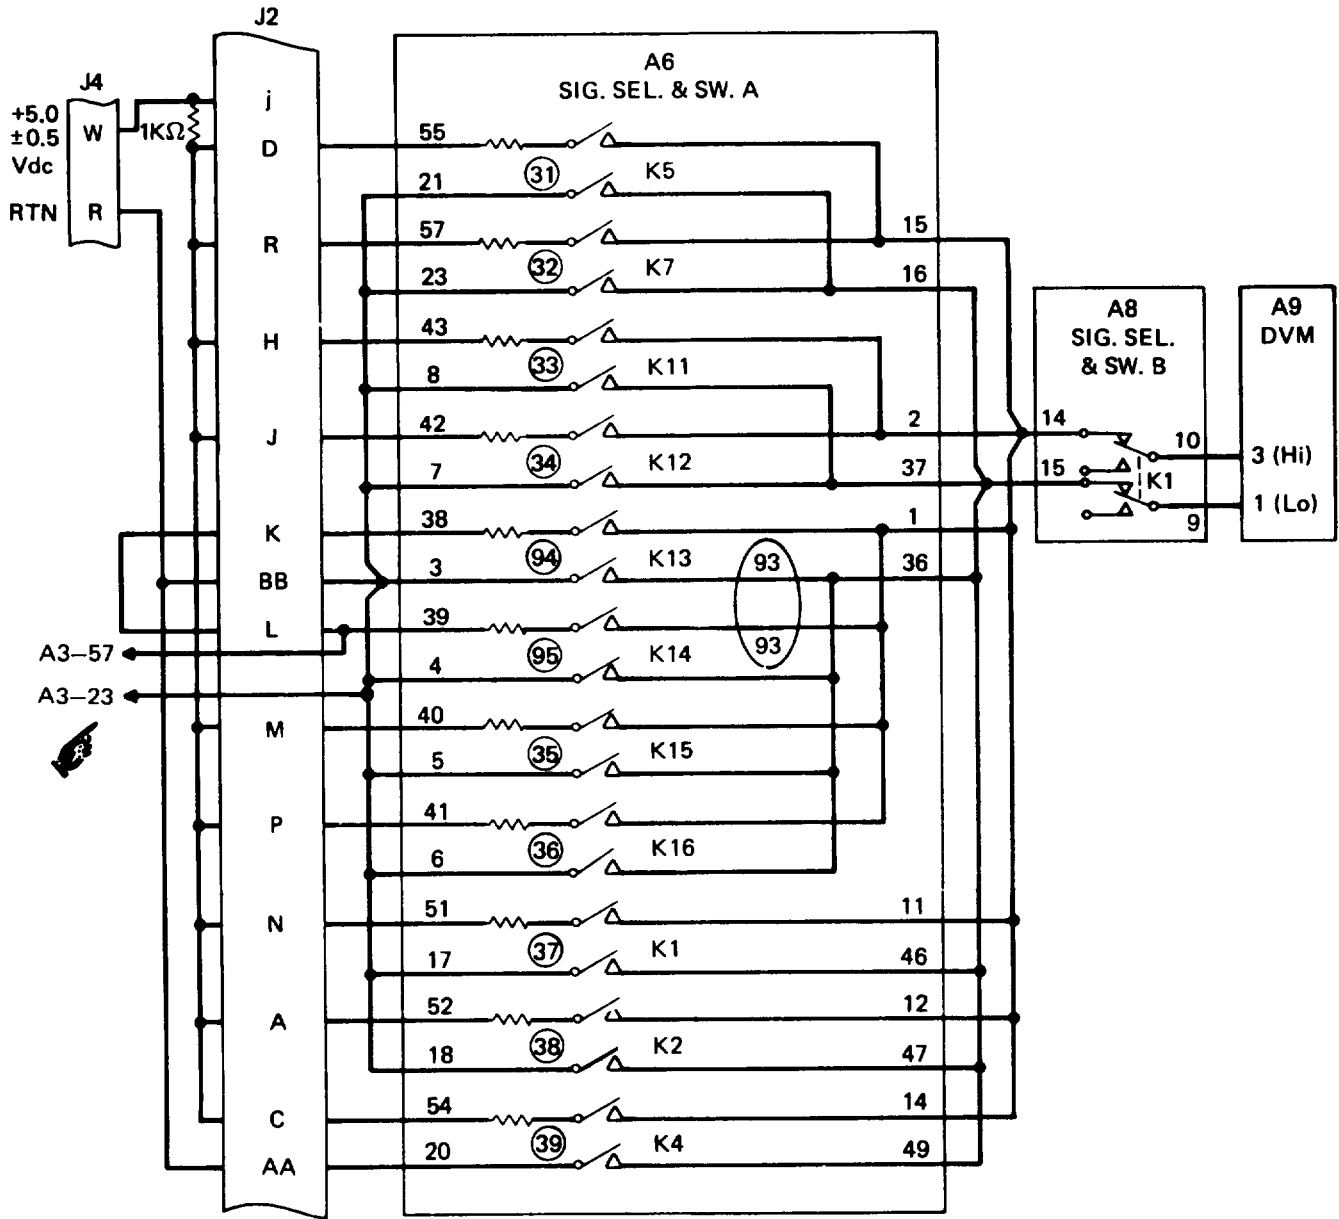 J2
A6
SIG. SEL. & SW. A
J4
j
+5.0
±0.5
Vdc
W
1KΩ
D
55
31
K5
21
RTN
R
R
57
15
32
K7
23
16
H
43
A8
SIG. SEL.
& SW. B
A9
DVM
33
K11
8
J
42
2
14
10
3 (Hi)
34
K12
7
37
15
K1
1 (Lo)
9
K
38
1
94
K13
93
BB
3
36
L
39
93
A3-57
95
K14
4
A3-23
M
40
35
K15
5
P
41
36
K16
6
N
51
11
37
K1
17
46
A
52
12
38
K2
18
47
C
54
14
39
K4
AA
20
49